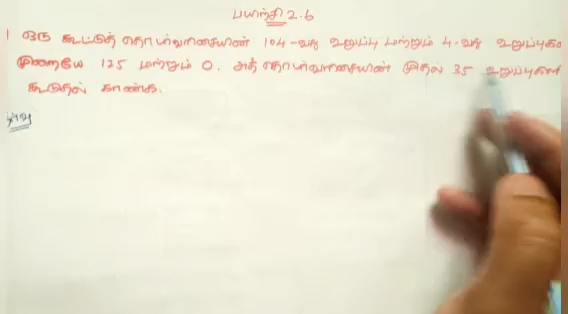 பயிற்சி 2.6
1 ஒரு கூட்டுத் தொடர்வரிசையின் 104-வது உறுப்பு மற்றும் 4-வது உறுப்புகள்
முறையே 125 மற்றும் 0. அத் தொடர்வரிசையின் முதல் 35 உறுப்புகளின்
கூடுதல் காண்க.
தீர்வு